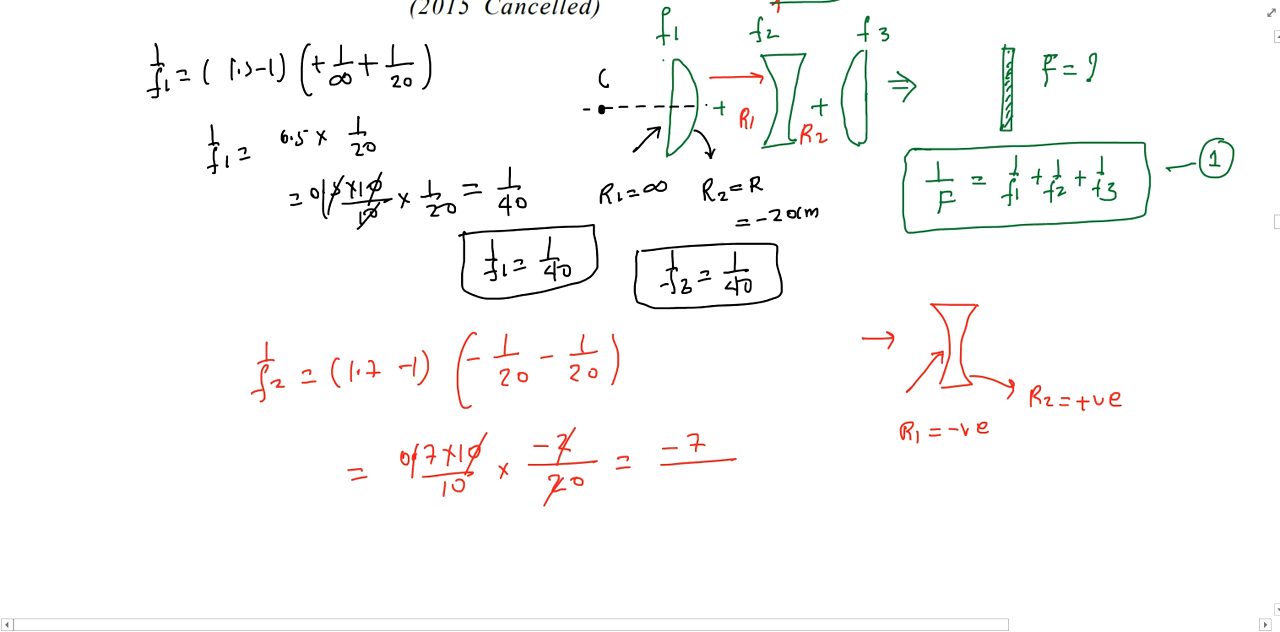 (2015 Cancelled)
f1 f2 f3
1/f1 = (1.5-1) (+1/∞ + 1/20)
C
+ R1 + R2 ⇒ F = ?
1/f1 = 0.5 × 1/20
= 0.5×10/10 × 1/20 = 1/40
R1 = ∞ R2 = R
= -20cm
1/F = 1/f1 + 1/f2 + 1/f3 — 1
1/f1 = 1/40
1/f3 = 1/40
1/f2 = (1.7 -1) (-1/20 - 1/20)
→
R2 = +ve
R1 = -ve
= 0.7×10/10 × -2/20 = -7